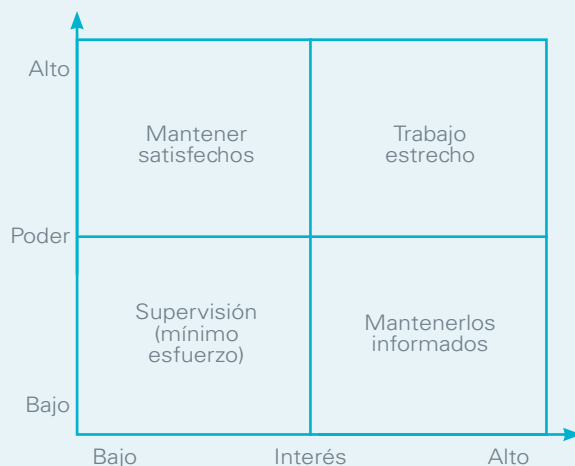 Alto
Mantener
satisfechos
Trabajo
estrecho
Poder
Supervisión
(mínimo
esfuerzo)
Mantenerlos
informados
Bajo
Bajo
Interés
Alto